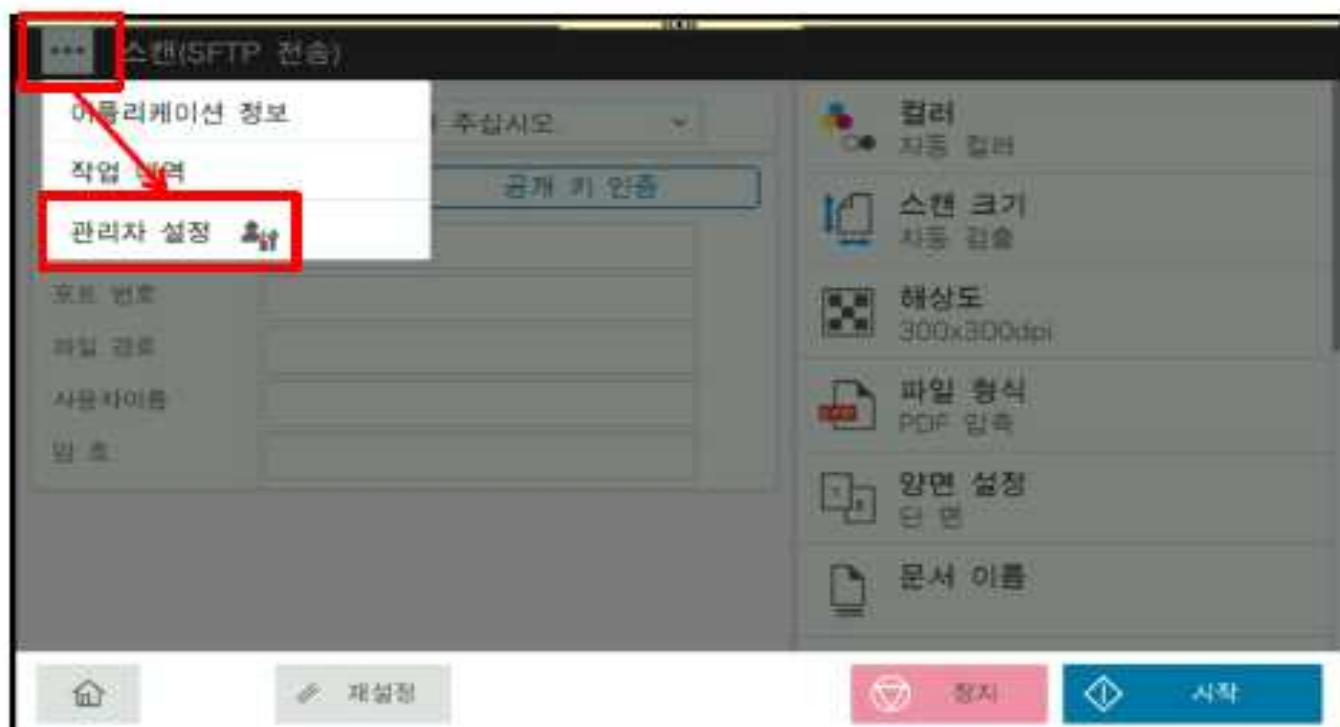 스캔(SFTP 전송)
어플리케이션 정보
작업 내역
관리자 설정
주십시오
공개 키 인증
포트 번호
파일 경로
사용자이름
암 호
컬러
자동 컬러
스캔 크기
자동 검출
해상도
300x300dpi
파일 형식
PDF 압축
양면 설정
단 면
문서 이름
재설정
정지
시작